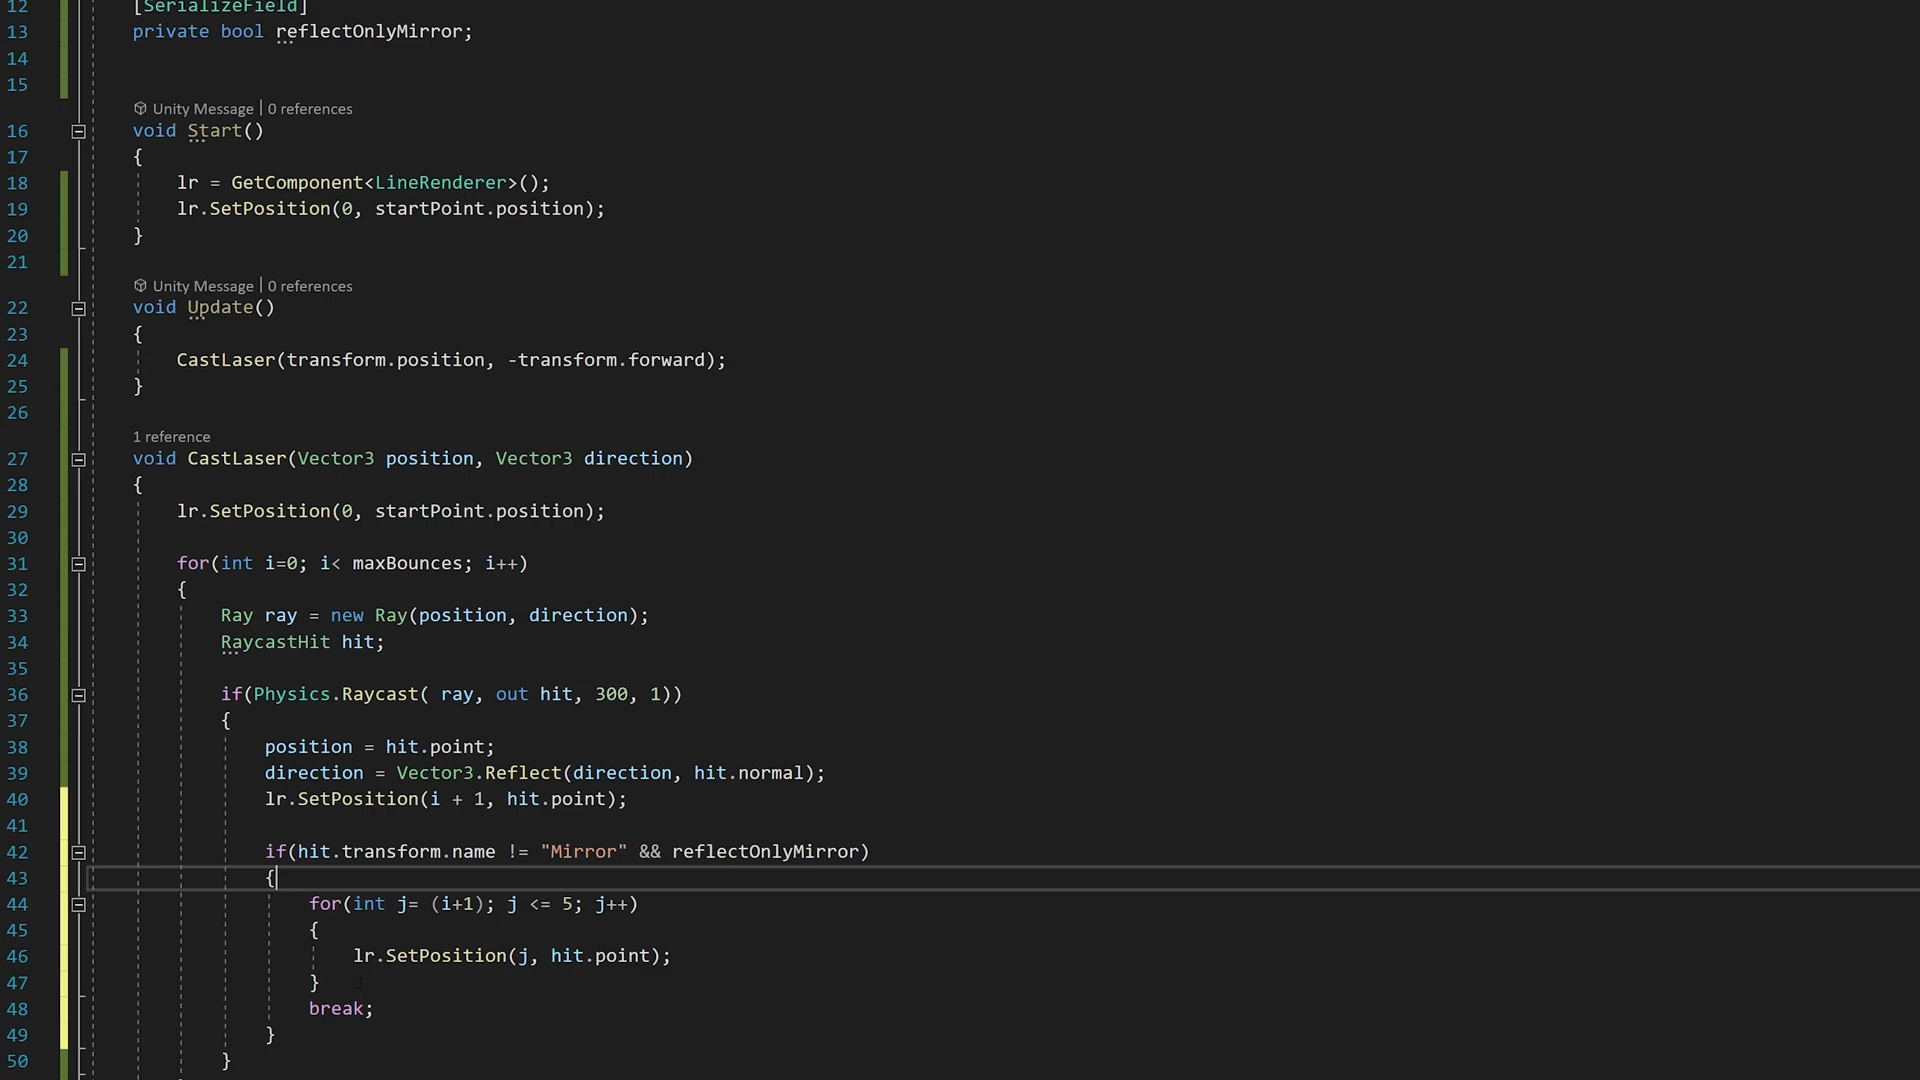 12 [SerializeField]
13 private bool reflectOnlyMirror;
14
15
Unity Message | 0 references
16 void Start()
17 {
18 lr = GetComponent<LineRenderer>();
19 lr.SetPosition(0, startPoint.position);
20 }
21
Unity Message | 0 references
22 void Update()
23 {
24 CastLaser(transform.position, -transform.forward);
25 }
26
1 reference
27 void CastLaser(Vector3 position, Vector3 direction)
28 {
29 lr.SetPosition(0, startPoint.position);
30
31 for(int i=0; i< maxBounces; i++)
32 {
33 Ray ray = new Ray(position, direction);
34 RaycastHit hit;
35
36 if(Physics.Raycast( ray, out hit, 300, 1))
37 {
38 position = hit.point;
39 direction = Vector3.Reflect(direction, hit.normal);
40 lr.SetPosition(i + 1, hit.point);
41
42 if(hit.transform.name != "Mirror" && reflectOnlyMirror)
43 {
44 for(int j= (i+1); j <= 5; j++)
45 {
46 lr.SetPosition(j, hit.point);
47 }
48 break;
49 }
50 }